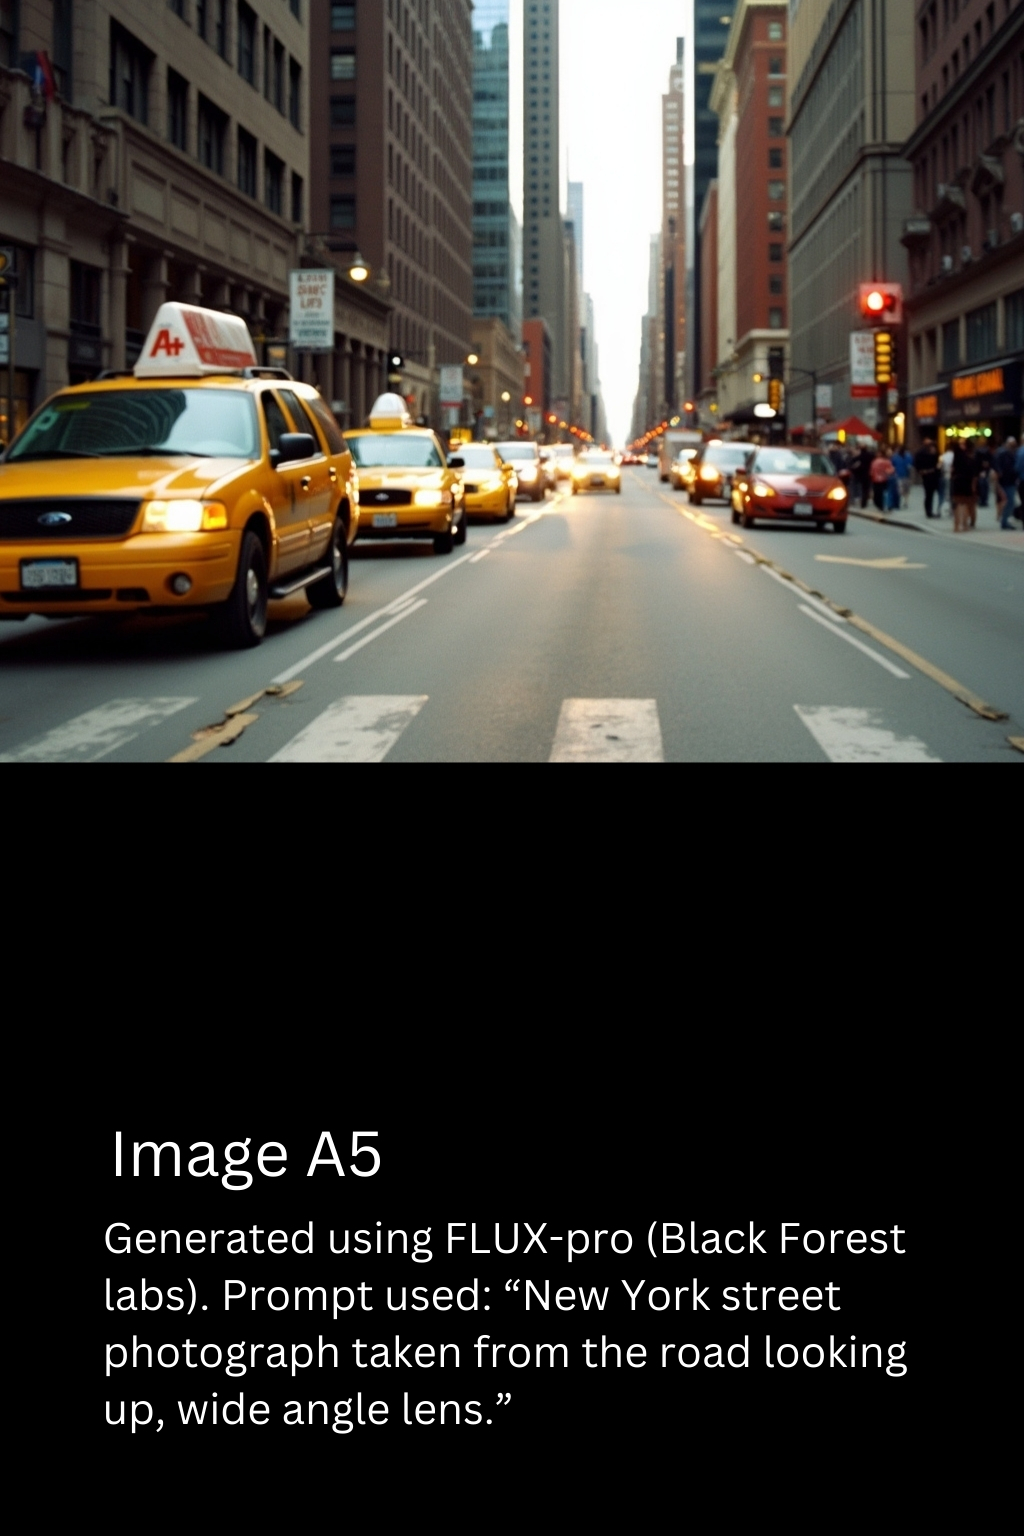 A+
Image A5
Generated using FLUX-pro (Black Forest
labs). Prompt used: “New York street
photograph taken from the road looking
up, wide angle lens.”